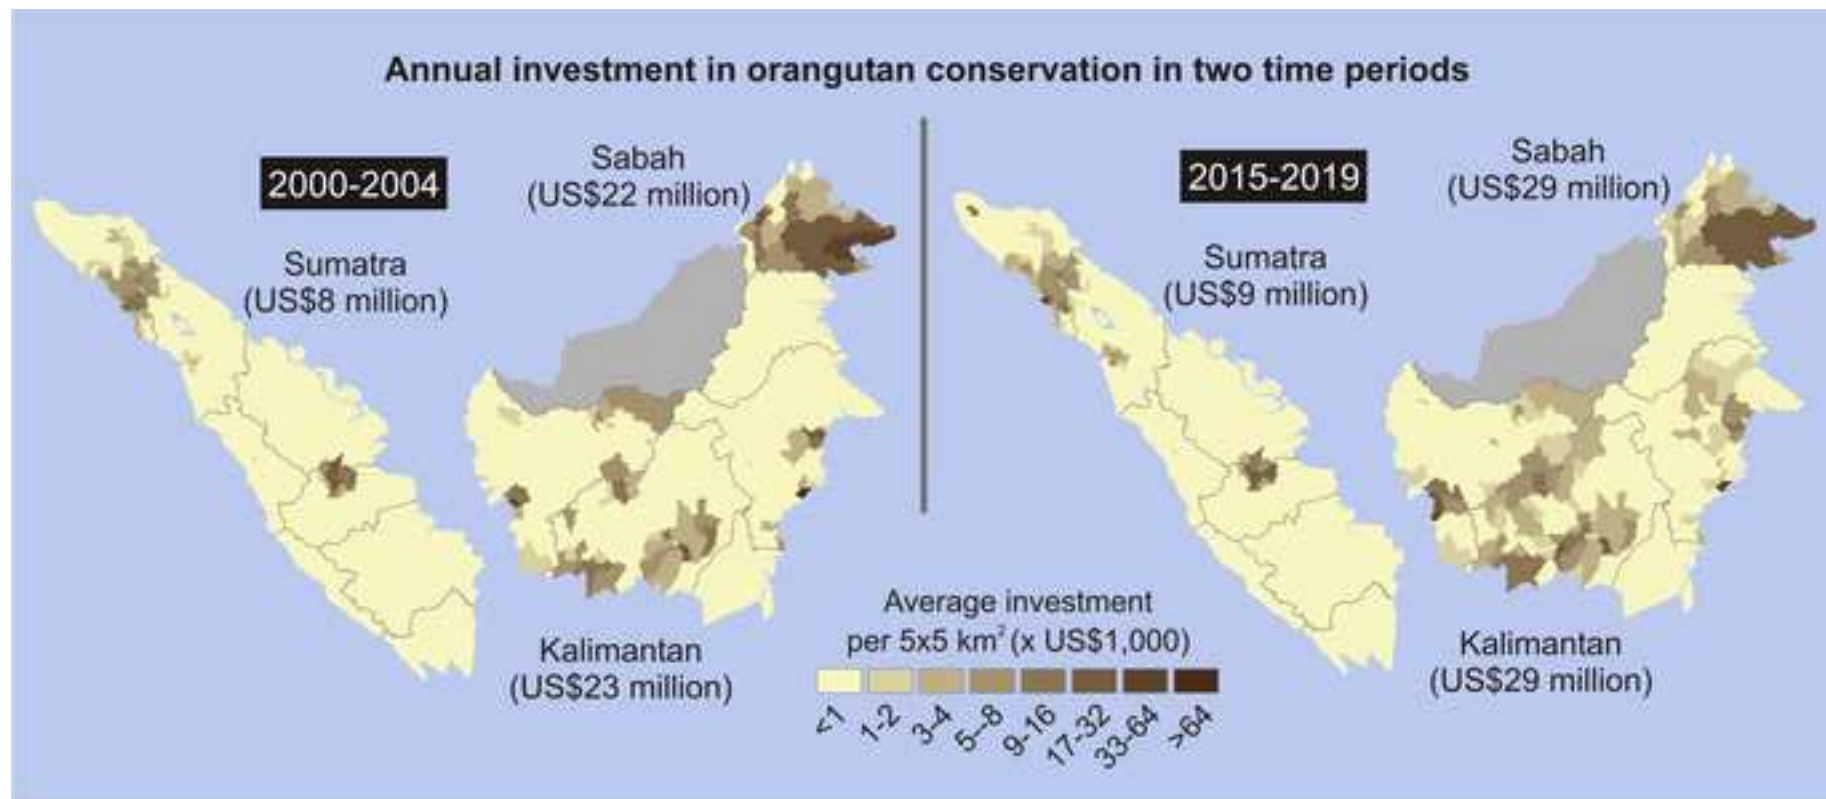 Annual investment in orangutan conservation in two time periods
2000-2004
Sabah
(US$22 million)
Sumatra
(US$8 million)
Kalimantan
(US$23 million)
2015-2019
Sabah
(US$29 million)
Sumatra
(US$9 million)
Kalimantan
(US$29 million)
Average investment
per 5x5 km² (x US$1,000)
<1
1-2
3-4
5--8
9-16
17-32
33-64
>64